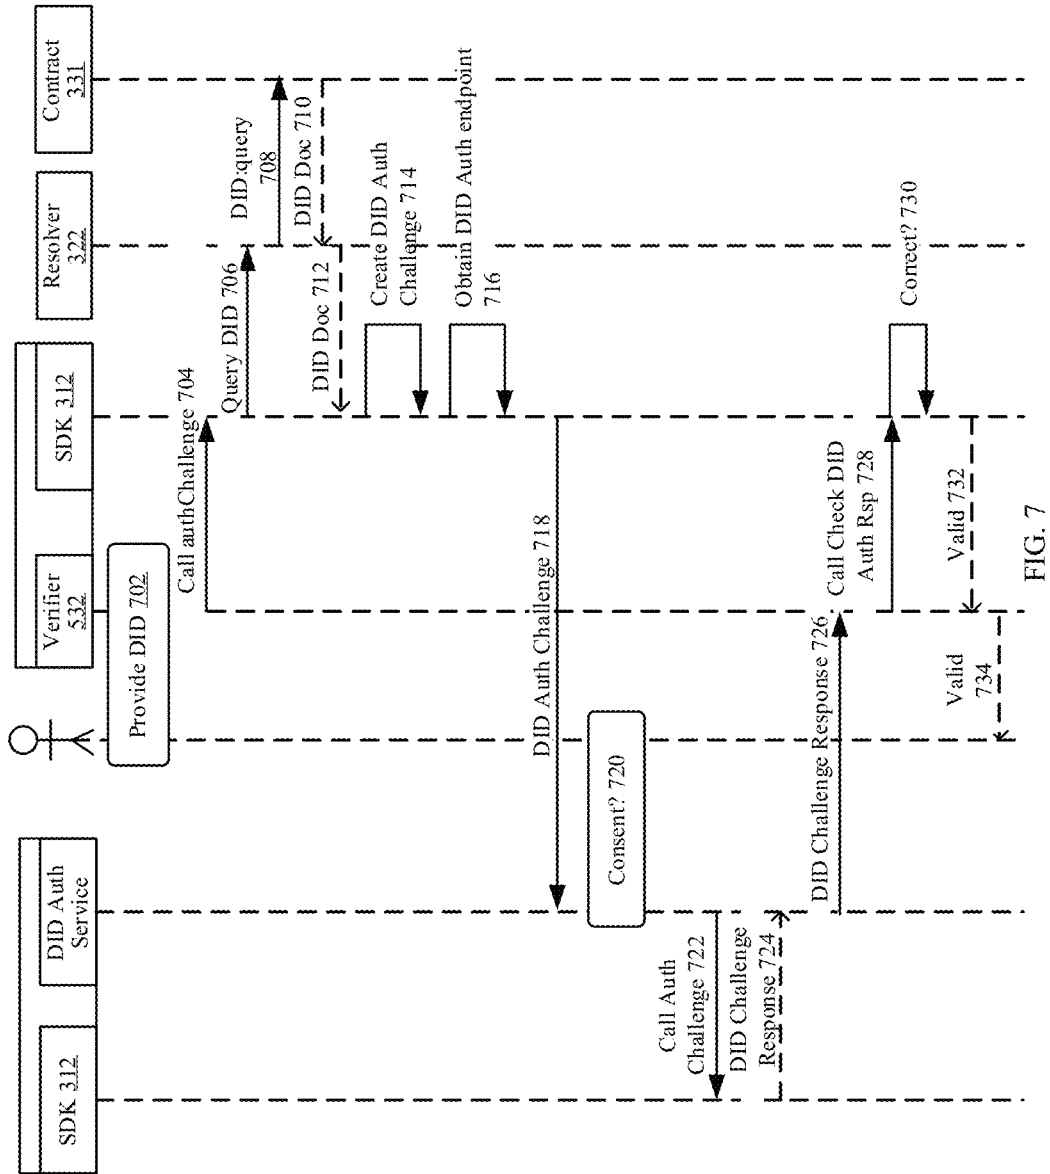 SDK 312
DID Auth
Service
Verifier
532
SDK 312
Resolver
322
Contract
331
Provide DID 702
Call authChallenge 704
Query DID 706
DID:query
708
DID Doc 710
DID Doc 712
Create DID Auth
Challenge 714
Obtain DID Auth endpoint
716
DID Auth Challenge 718
Consent? 720
Call Auth
Challenge 722
DID Challenge
Response 724
DID Challenge Response 726
Call Check DID
Auth Rsp 728
Correct? 730
Valid 732
Valid
734
FIG. 7